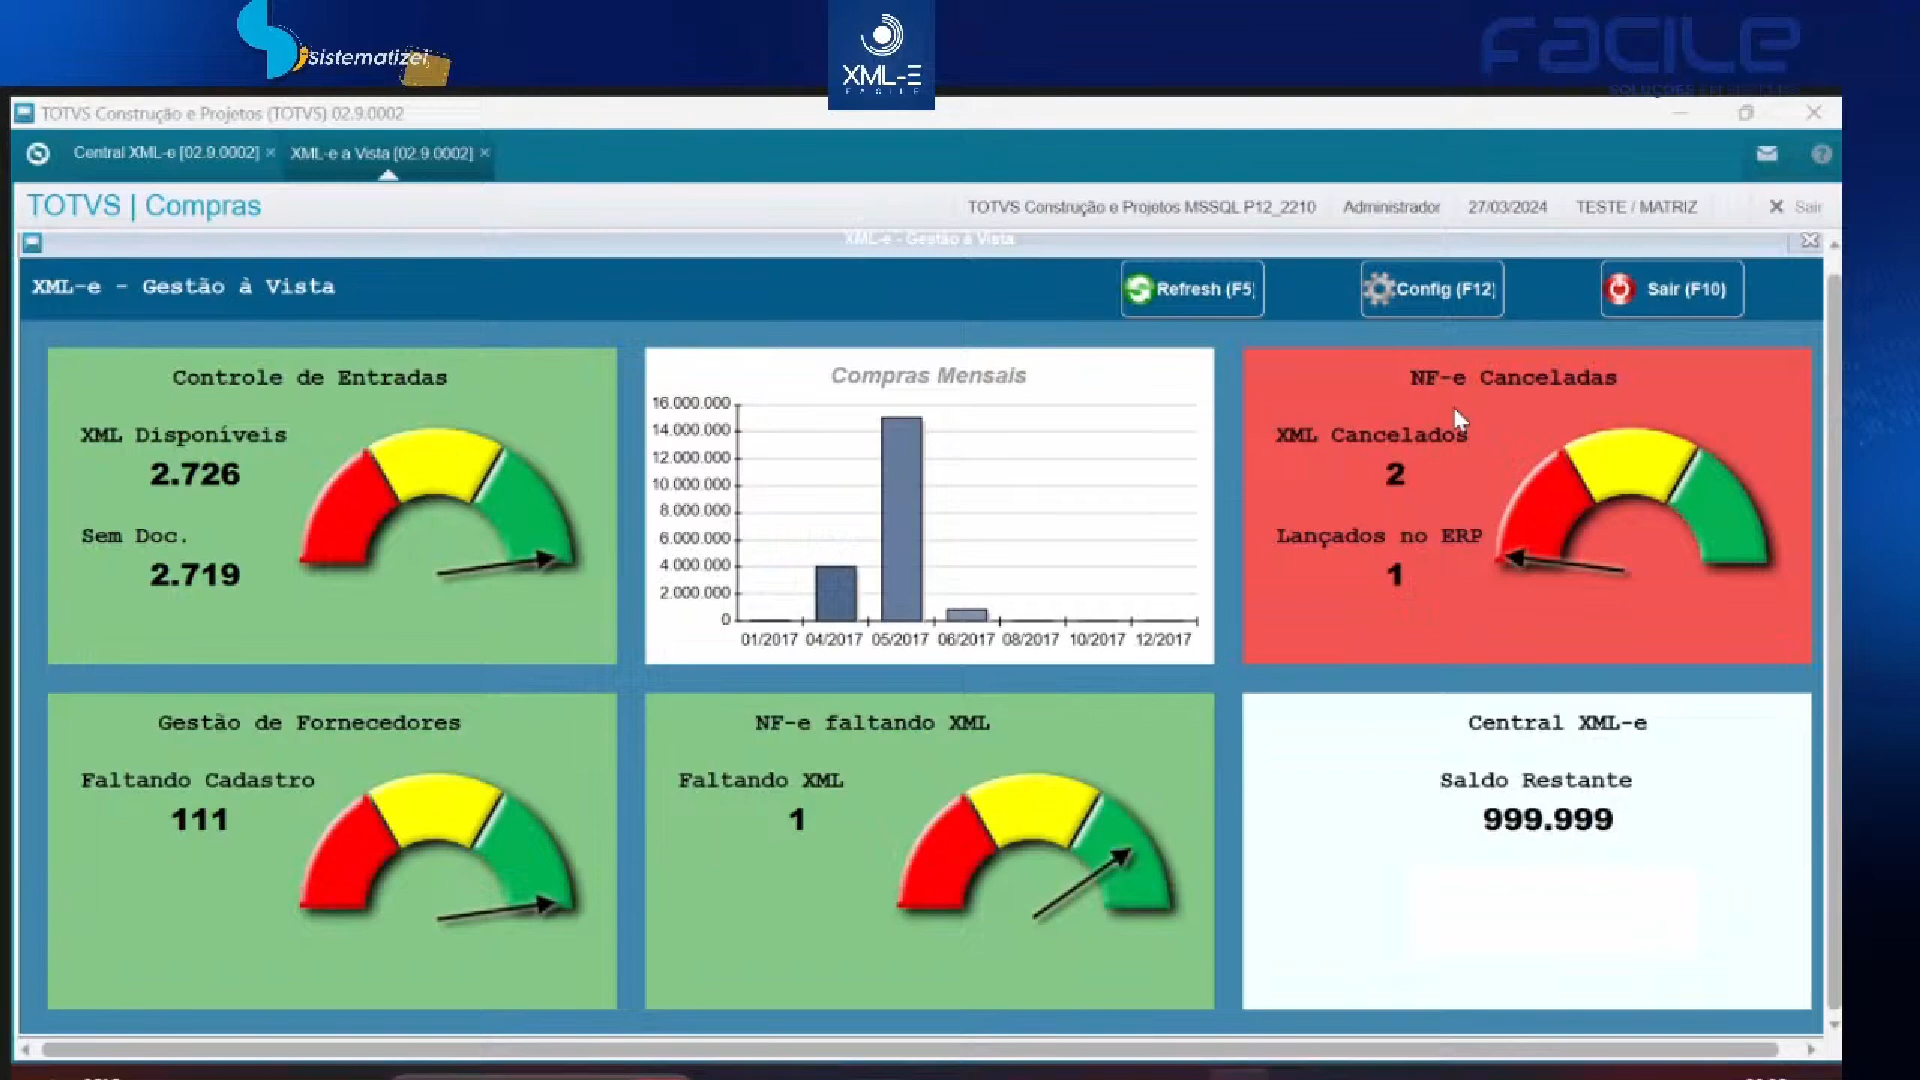 sistematizei
XML-E
FACILE
FACILE
TOTVS Construção e Projetos (TOTVS) 02.9.0002
Central XML-e [02.9.0002] × XML-e a Vista [02.9.0002] ×
TOTVS | Compras
TOTVS Construção e Projetos MSSQL P12_2210 Administrador 27/03/2024 TESTE / MATRIZ Sair
XML-e - Gestão à Vista
XML-e - Gestão à Vista
Refresh (F5)
Config (F12)
Sair (F10)
Controle de Entradas
XML Disponíveis
2.726
Sem Doc.
2.719
Compras Mensais
16.000.000
14.000.000
12.000.000
10.000.000
8.000.000
6.000.000
4.000.000
2.000.000
0
01/2017 04/2017 05/2017 06/2017 08/2017 10/2017 12/2017
NF-e Canceladas
XML Cancelados
2
Lançados no ERP
1
Gestão de Fornecedores
Faltando Cadastro
111
NF-e faltando XML
Faltando XML
1
Central XML-e
Saldo Restante
999.999